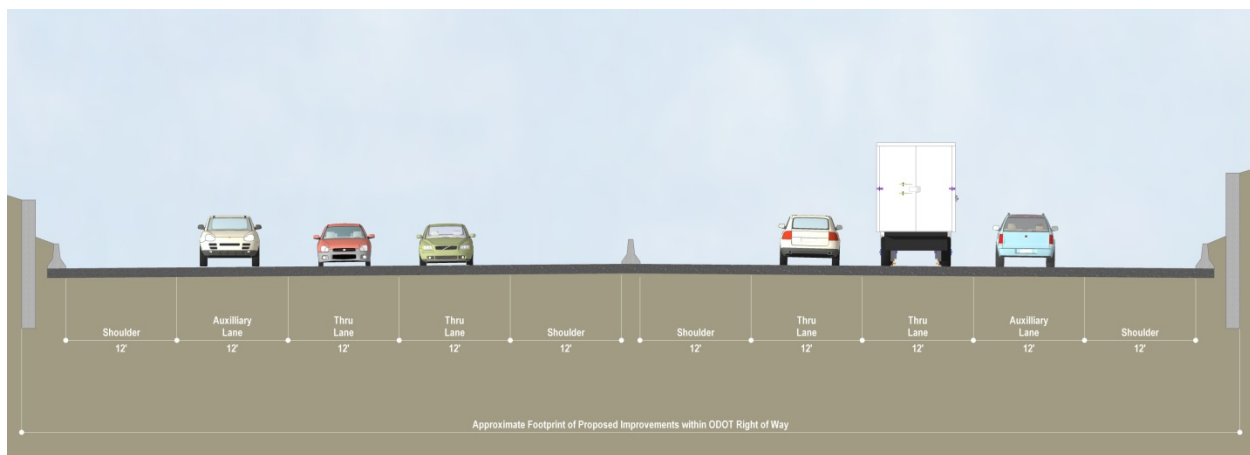 Shoulder
12'
Auxilliary
Lane
12'
Thru
Lane
12'
Thru
Lane
12'
Shoulder
12'
Shoulder
12'
Thru
Lane
12'
Thru
Lane
12'
Auxilliary
Lane
12'
Shoulder
12'
Approximate Footprint of Proposed Improvements within ODOT Right of Way